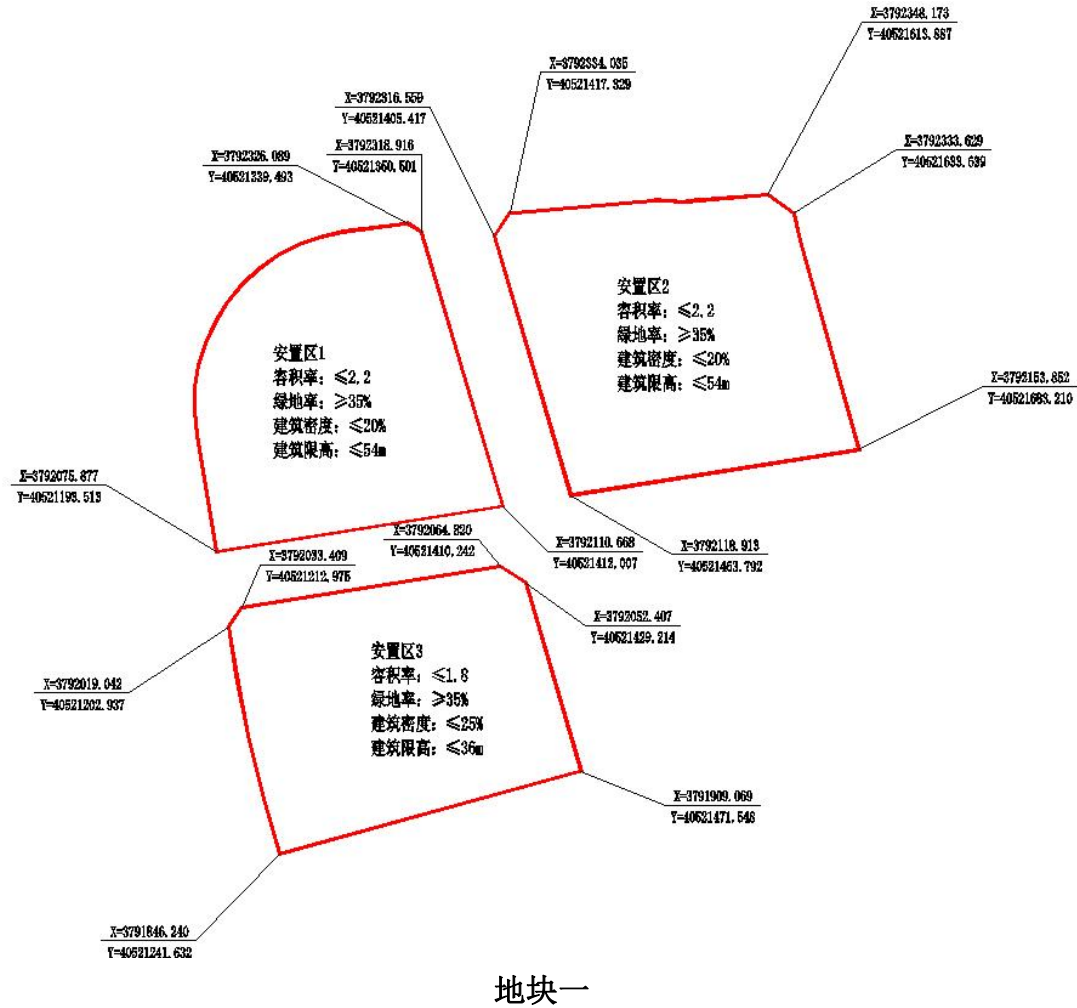 X=3792348.173
Y=40521613.887
X=3792334.035
Y=40521417.329
X=3792316.559
Y=40521405.417
X=3792333.629
Y=40521633.639
X=3792318.916
Y=40521350.501
X=3792326.089
Y=40521339.493
安置区2
容积率：≤2.2
绿地率：≥35%
建筑密度：≤20%
建筑限高：≤54m
安置区1
容积率：≤2.2
绿地率：≥35%
建筑密度：≤20%
建筑限高：≤54m
X=3792153.852
Y=40521683.210
X=3792075.877
Y=40521193.513
X=3792064.820
Y=40521410.242
X=3792110.668
Y=40521412.007
X=3792118.913
Y=40521463.792
X=3792033.409
Y=40521212.975
X=3792052.407
Y=40521429.214
安置区3
容积率：≤1.8
绿地率：≥35%
建筑密度：≤25%
建筑限高：≤36m
X=3792019.042
Y=40521202.937
X=3791909.069
Y=40521471.548
X=3791846.240
Y=40521241.632
地块一